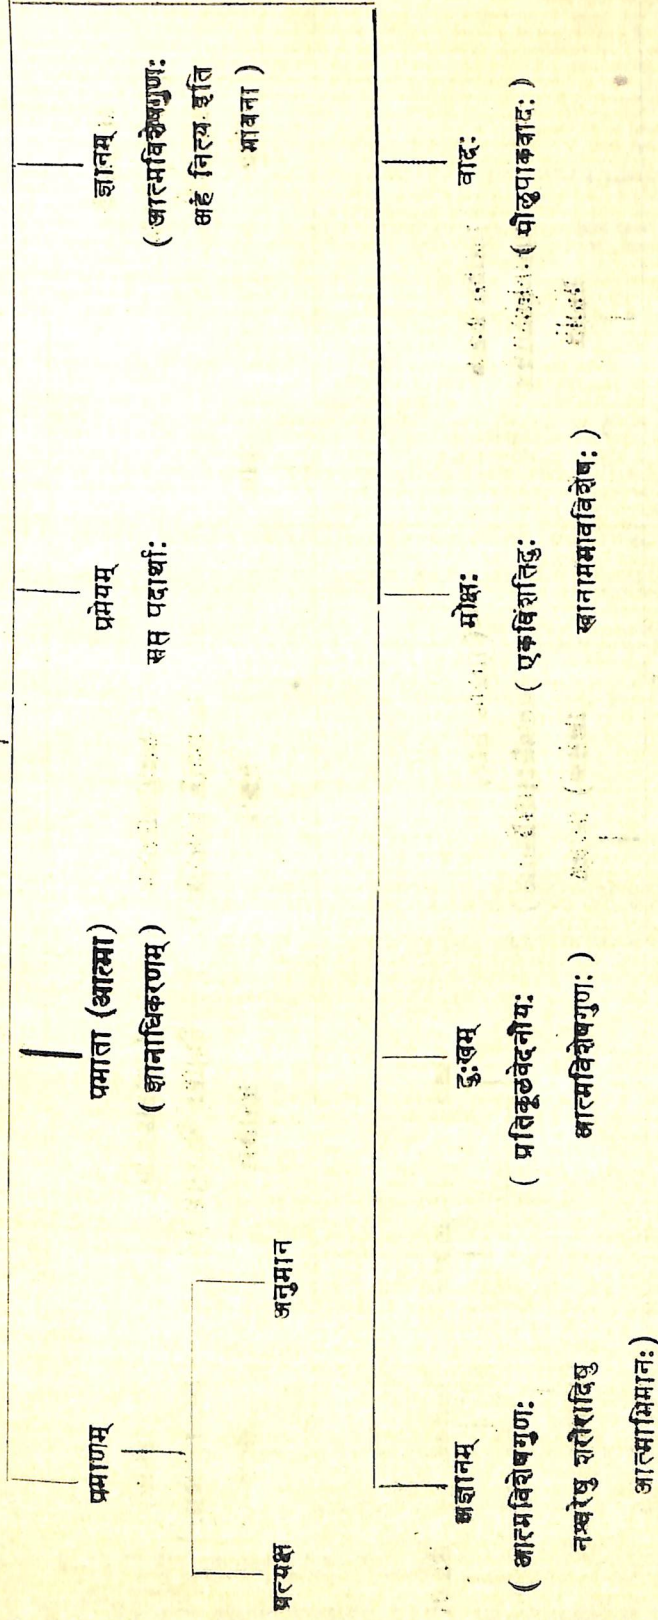 प्रमाणम्
प्रत्यक्ष
अनुमान
प्रमाता (आत्मा)
( ज्ञानाधिकरणम् )
प्रमेयम्
सप्त पदार्थाः
ज्ञानम्
( आत्मविशेषगुणः
अहं नित्य इति
भावना )
अज्ञानम्
( आत्मविशेषगुणः
नश्वरेषु शरीरादिषु
आत्माभिमानः)
दुःखम्
( प्रतिकूलवेदनीयः
आत्मविशेषगुणः )
मोक्षः
( एकविंशतिदुः
खानामभावविशेषः )
वादः
( पीलुपाकवादः )